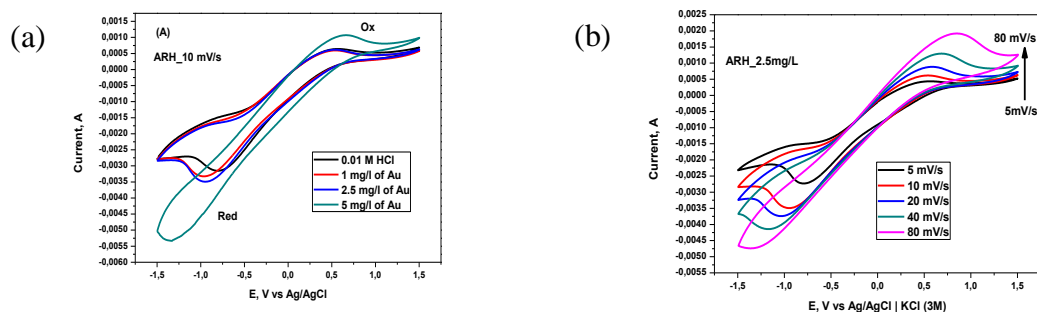 (a)
(A)
Ox
ARH_10 mV/s
Red
0.01 M HCl
1 mg/l of Au
2.5 mg/l of Au
5 mg/l of Au
Current, A
0,0015
0,0010
0,0005
0,0000
-0,0005
-0,0010
-0,0015
-0,0020
-0,0025
-0,0030
-0,0035
-0,0040
-0,0045
-0,0050
-0,0055
-0,0060
-1,5 -1,0 -0,5 0,0 0,5 1,0 1,5
E, V vs Ag/AgCl
(b)
80 mV/s
ARH_2.5mg/L
5mV/s
5 mV/s
10 mV/s
20 mV/s
40 mV/s
80 mV/s
Current, A
0,0025
0,0020
0,0015
0,0010
0,0005
0,0000
-0,0005
-0,0010
-0,0015
-0,0020
-0,0025
-0,0030
-0,0035
-0,0040
-0,0045
-0,0050
-0,0055
-1,5 -1,0 -0,5 0,0 0,5 1,0 1,5
E, V vs Ag/AgCl | KCl (3M)